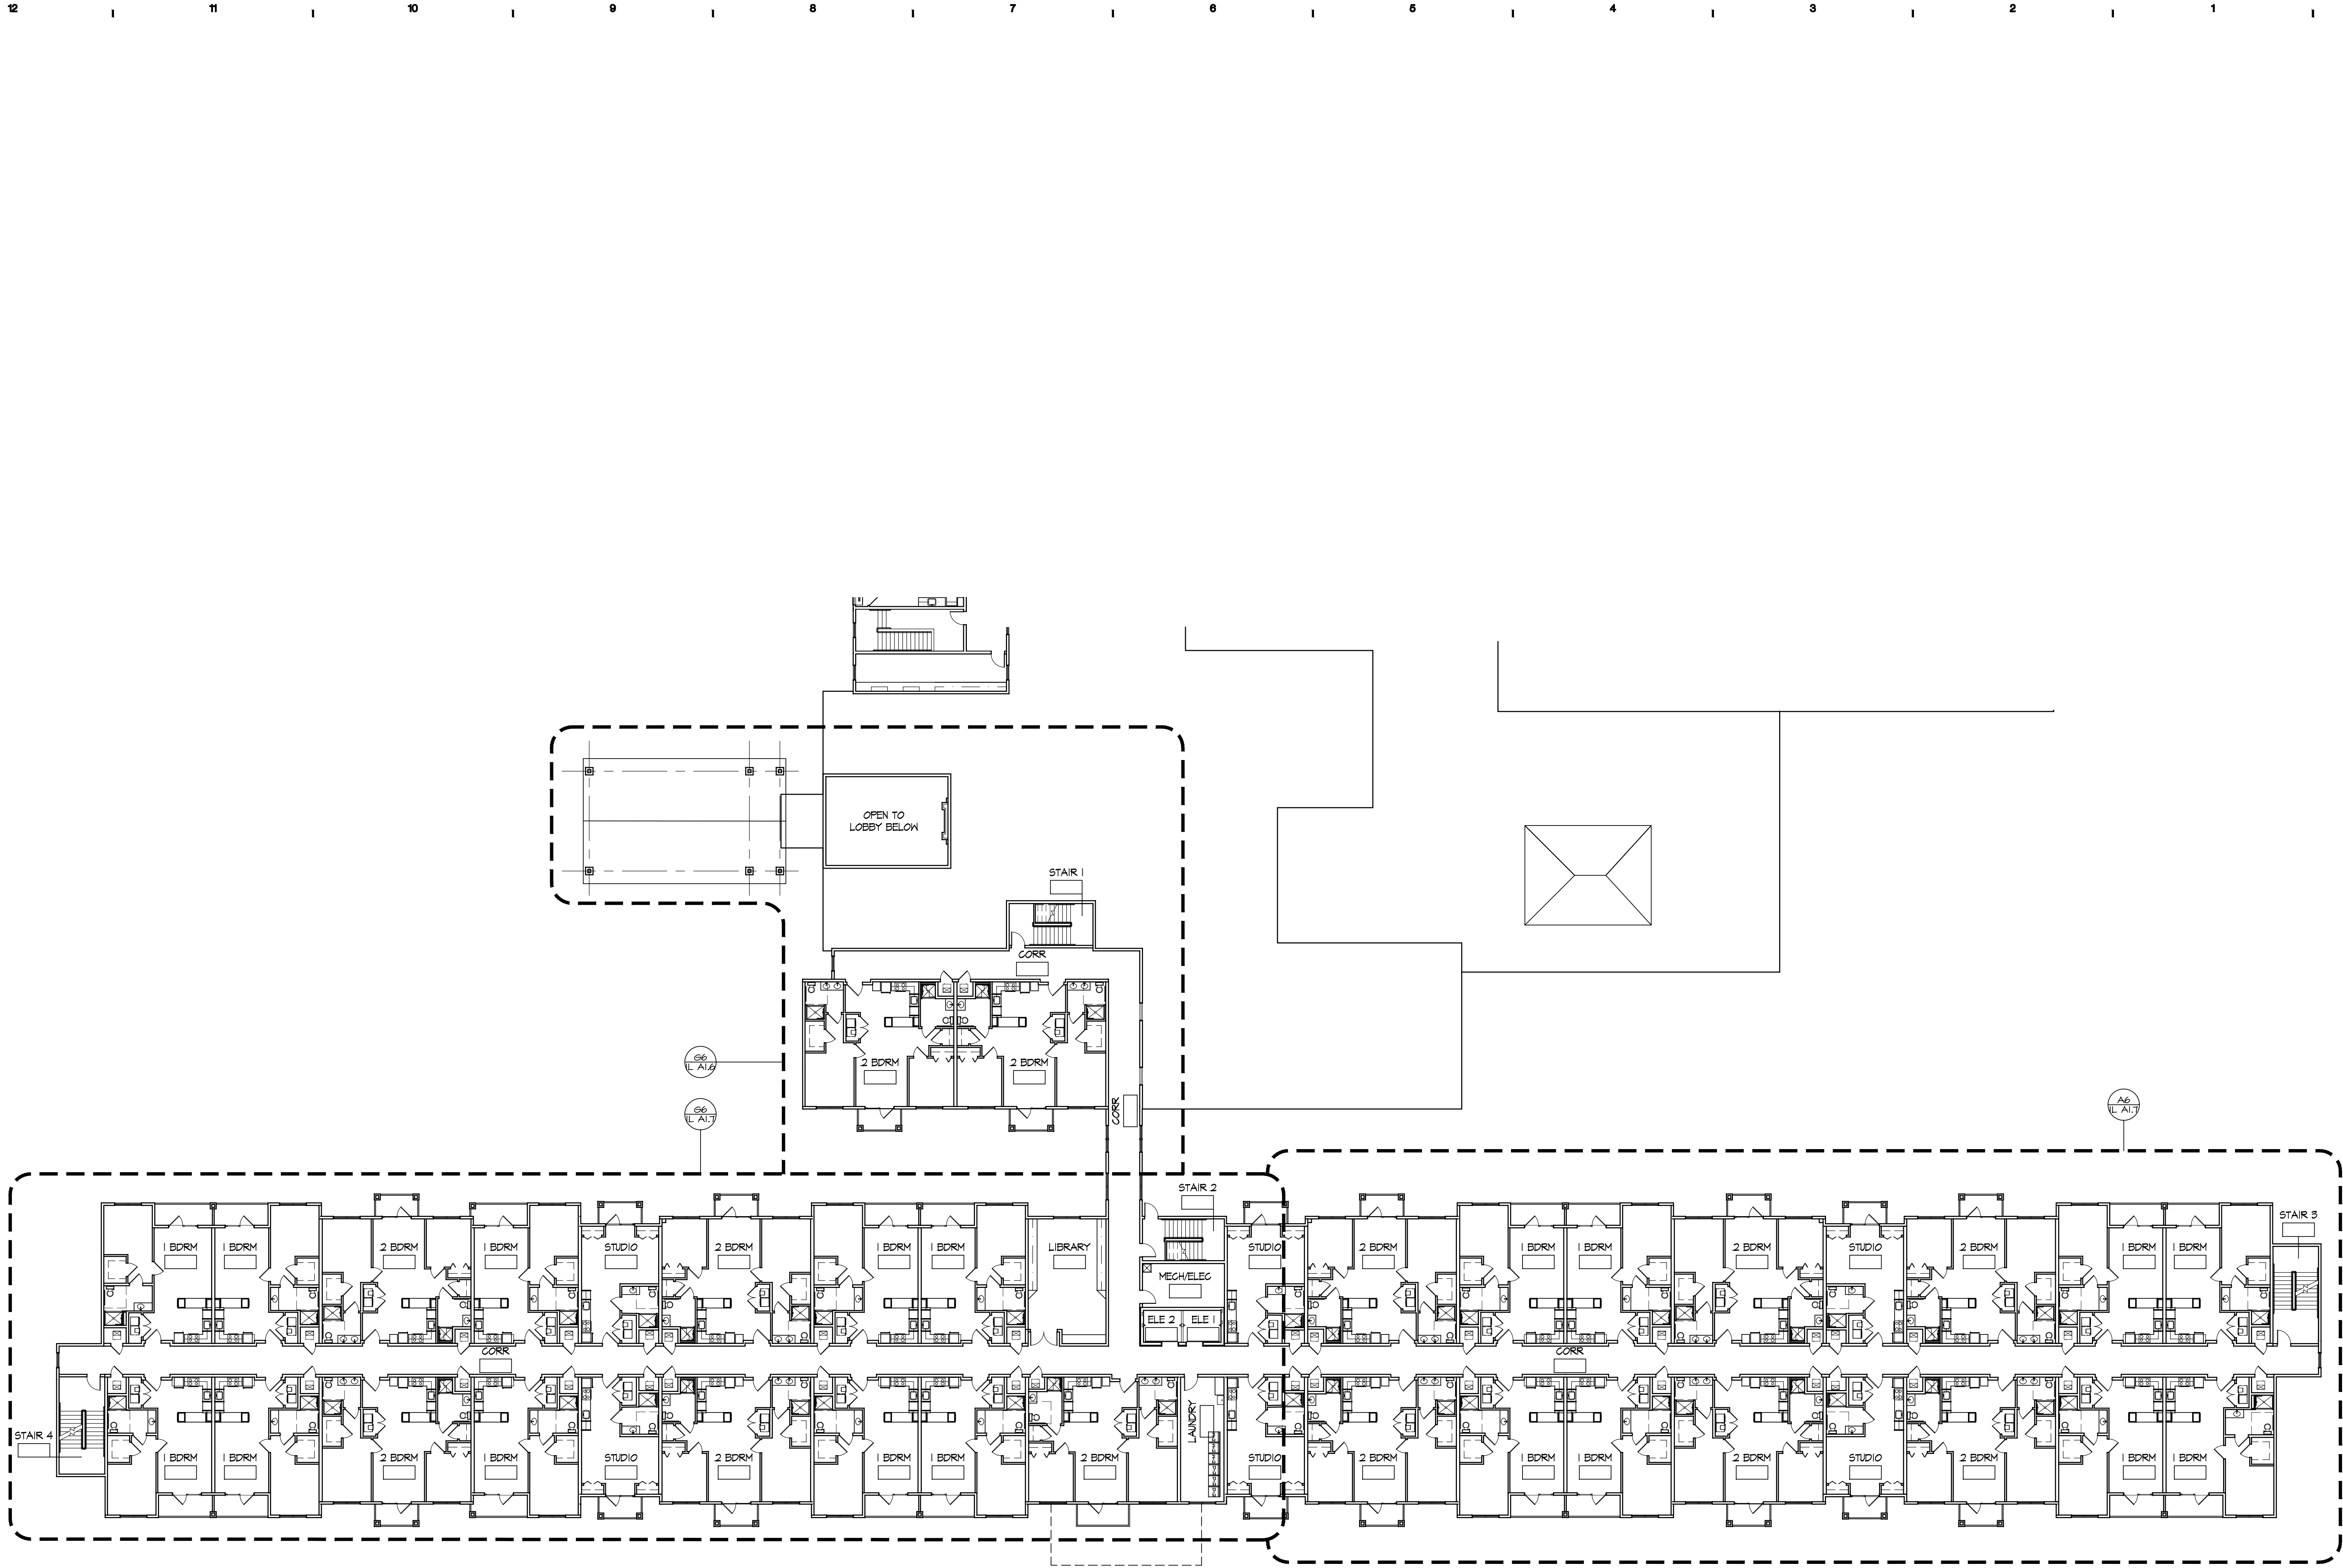 12 11 10 9 8 7 6 5 4 3 2 1
OPEN TO
LOBBY BELOW
STAIR 1
CORR
2 BDRM 2 BDRM
G6
IL A1.6
CORR
G6
IL A1.7
A6
IL A1.7
STAIR 2
STAIR 3
1 BDRM 1 BDRM 2 BDRM 1 BDRM STUDIO 2 BDRM 1 BDRM 1 BDRM LIBRARY STUDIO 2 BDRM 1 BDRM 1 BDRM 2 BDRM STUDIO 2 BDRM 1 BDRM 1 BDRM
MECH/ELEC
ELE 2 ELE 1
CORR CORR
LAUNDRY
STAIR 4
1 BDRM 1 BDRM 2 BDRM 1 BDRM STUDIO 2 BDRM 1 BDRM 1 BDRM 2 BDRM STUDIO 2 BDRM 1 BDRM 1 BDRM 2 BDRM STUDIO 2 BDRM 1 BDRM 1 BDRM